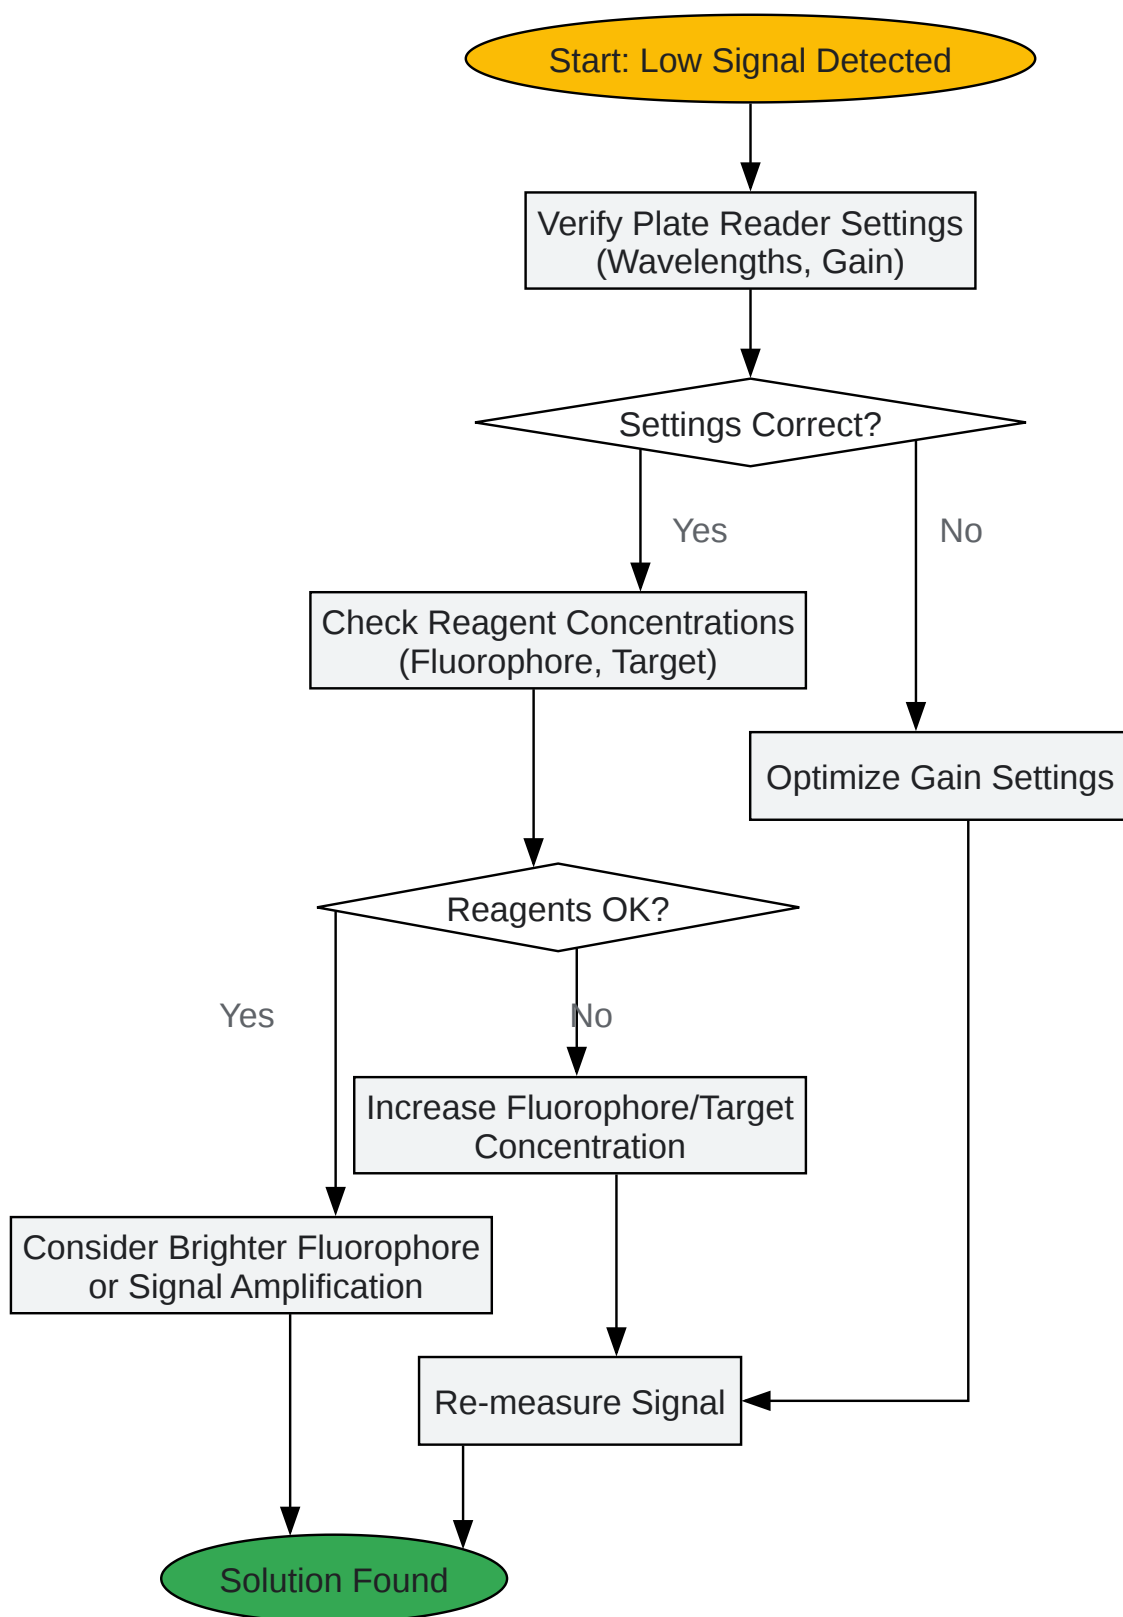 Start: Low Signal Detected
Verify Plate Reader Settings
(Wavelengths, Gain)
Settings Correct?
Yes
No
Check Reagent Concentrations
(Fluorophore, Target)
Optimize Gain Settings
Reagents OK?
Yes
No
Increase Fluorophore/Target
Concentration
Consider Brighter Fluorophore
or Signal Amplification
Re-measure Signal
Solution Found